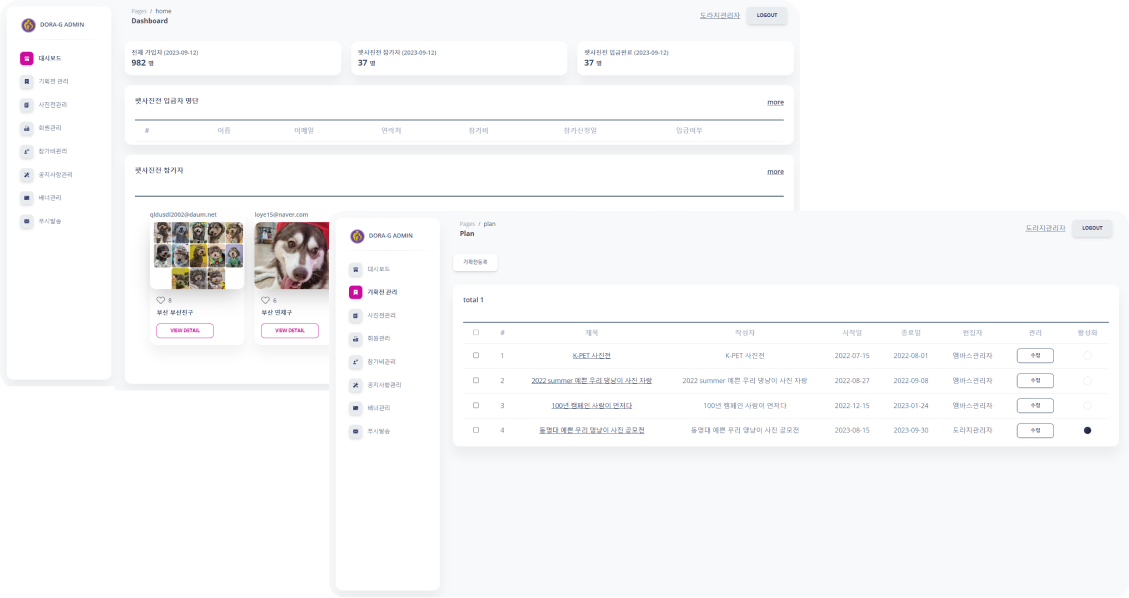 DORA-G ADMIN
대시보드
기획전 관리
사진전관리
회원관리
참가비관리
공지사항관리
배너관리
푸시발송
Pages / home
Dashboard
도라지관리자
LOGOUT
전체 가입자 (2023-09-12)
982 명
펫사진전 참가자 (2023-09-12)
37 명
펫사진전 입금완료 (2023-09-12)
37 명
펫사진전 입금자 명단
more
# 이름 이메일 연락처 참가비 참가신청일 입금여부
펫사진전 참가자
more
qldusdl2002@daum.net
8
부산 부산진구
VIEW DETAIL
loye15@naver.com
6
부산 연제구
VIEW DETAIL
DORA-G ADMIN
대시보드
기획전 관리
사진전관리
회원관리
참가비관리
공지사항관리
배너관리
푸시발송
Pages / plan
Plan
도라지관리자
LOGOUT
기획전등록
total 1
# 제목 작성자 시작일 종료일 편집자 관리 활성화
1 K-PET 사진전 K-PET 사진전 2022-07-15 2022-08-01 엠바스관리자 수정
2 2022 summer 예쁜 우리 댕냥이 사진 자랑 2022 summer 예쁜 우리 댕냥이 사진 자랑 2022-08-27 2022-09-08 엠바스관리자 수정
3 100년 캠페인 사람이 먼저다 100년 캠페인 사람이 먼저다 2022-12-15 2023-01-24 엠바스관리자 수정
4 동명대 예쁜 우리 댕냥이 사진 공모전 동명대 예쁜 우리 댕냥이 사진 공모전 2023-08-15 2023-09-30 도라지관리자 수정